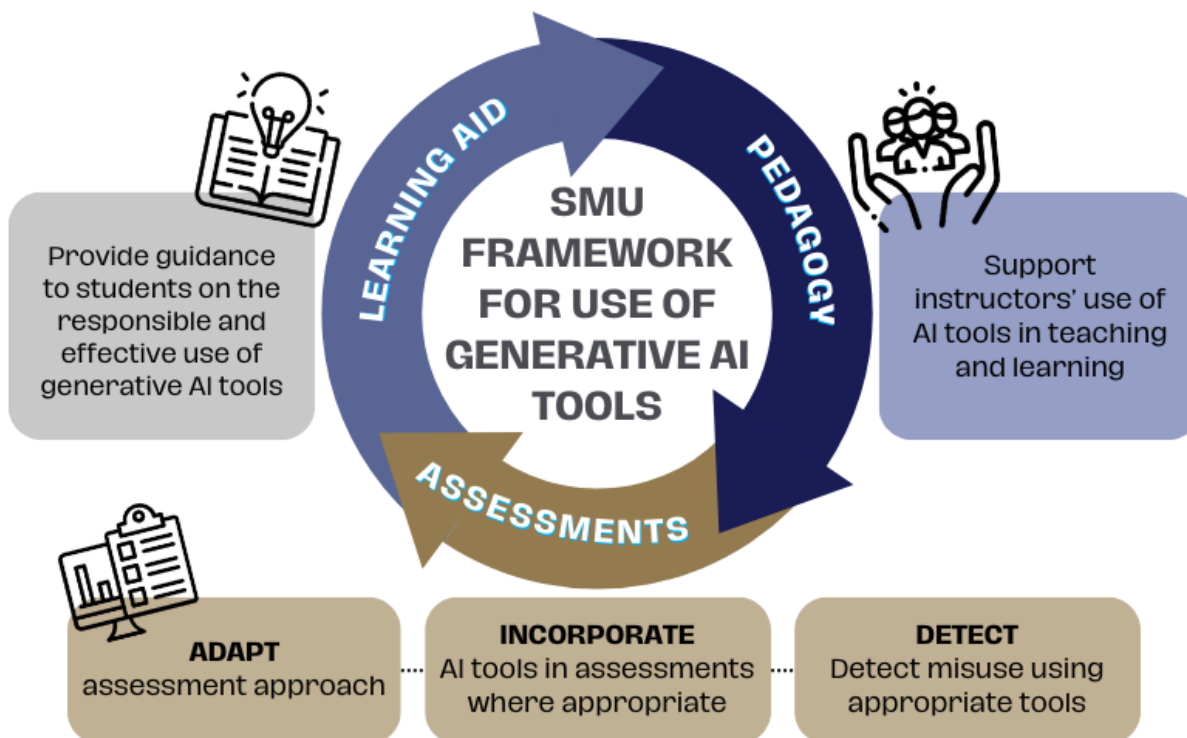 LEARNING AID
PEDAGOGY
ASSESSMENTS
SMU
FRAMEWORK
FOR USE OF
GENERATIVE AI
TOOLS
Provide guidance
to students on the
responsible and
effective use of
generative AI tools
Support
instructors’ use of
AI tools in teaching
and learning
ADAPT
assessment approach
INCORPORATE
AI tools in assessments
where appropriate
DETECT
Detect misuse using
appropriate tools